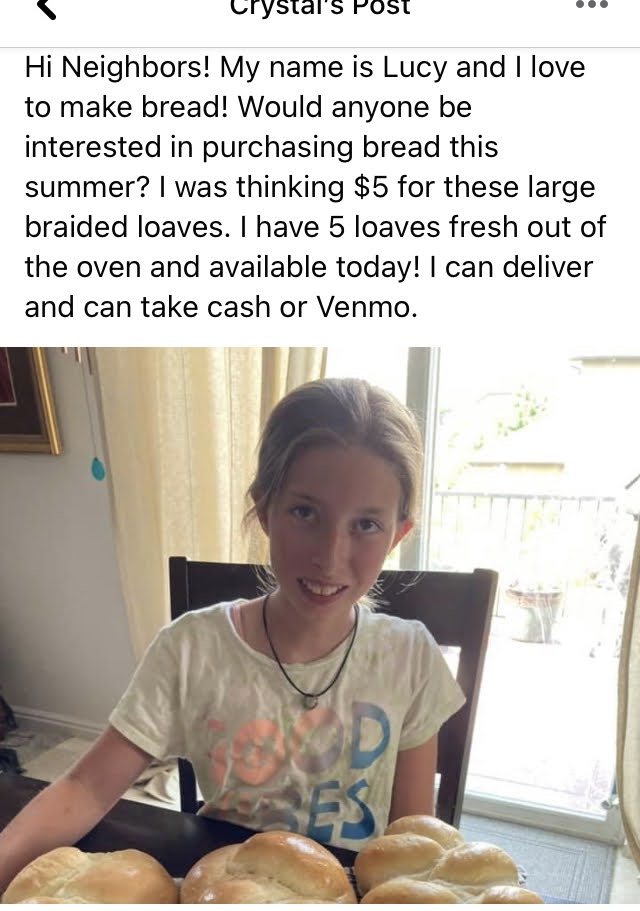 Crystal's Post
Hi Neighbors! My name is Lucy and I love
to make bread! Would anyone be
interested in purchasing bread this
summer? I was thinking $5 for these large
braided loaves. I have 5 loaves fresh out of
the oven and available today! I can deliver
and can take cash or Venmo.
GOOD